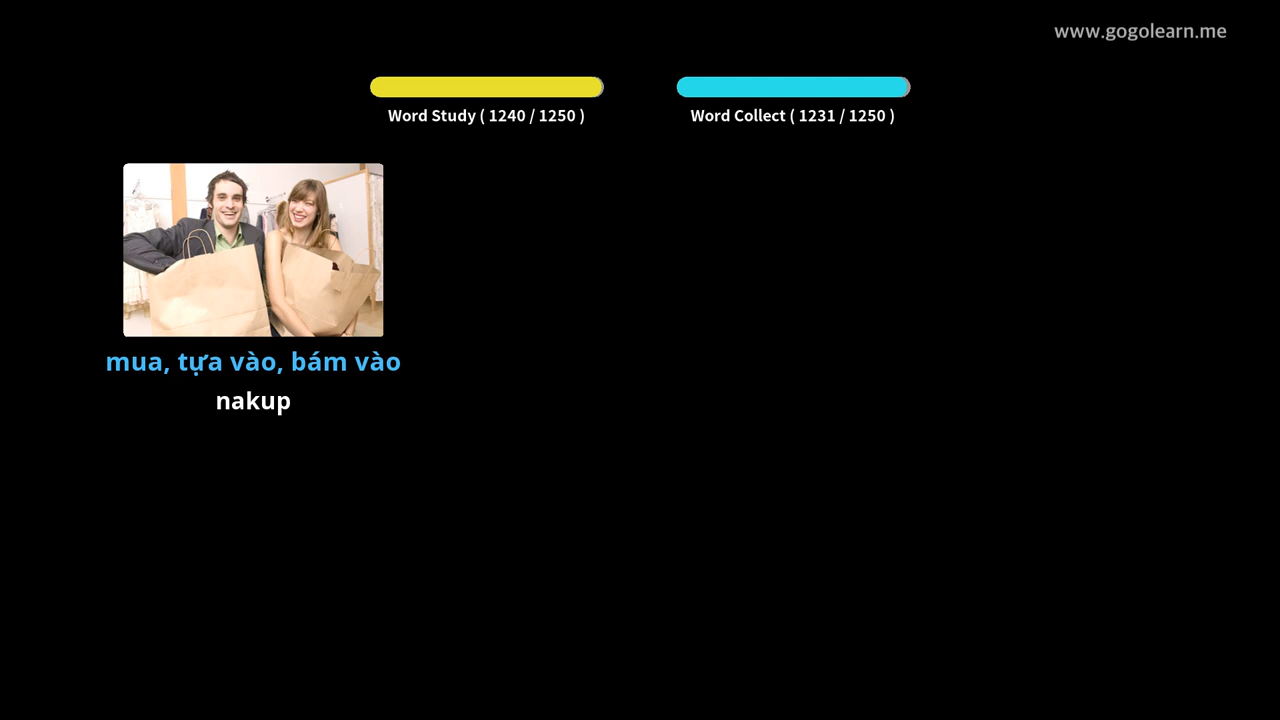 www.gogolearn.me
Word Study ( 1240 / 1250 )
Word Collect ( 1231 / 1250 )
mua, tựa vào, bám vào
nakup